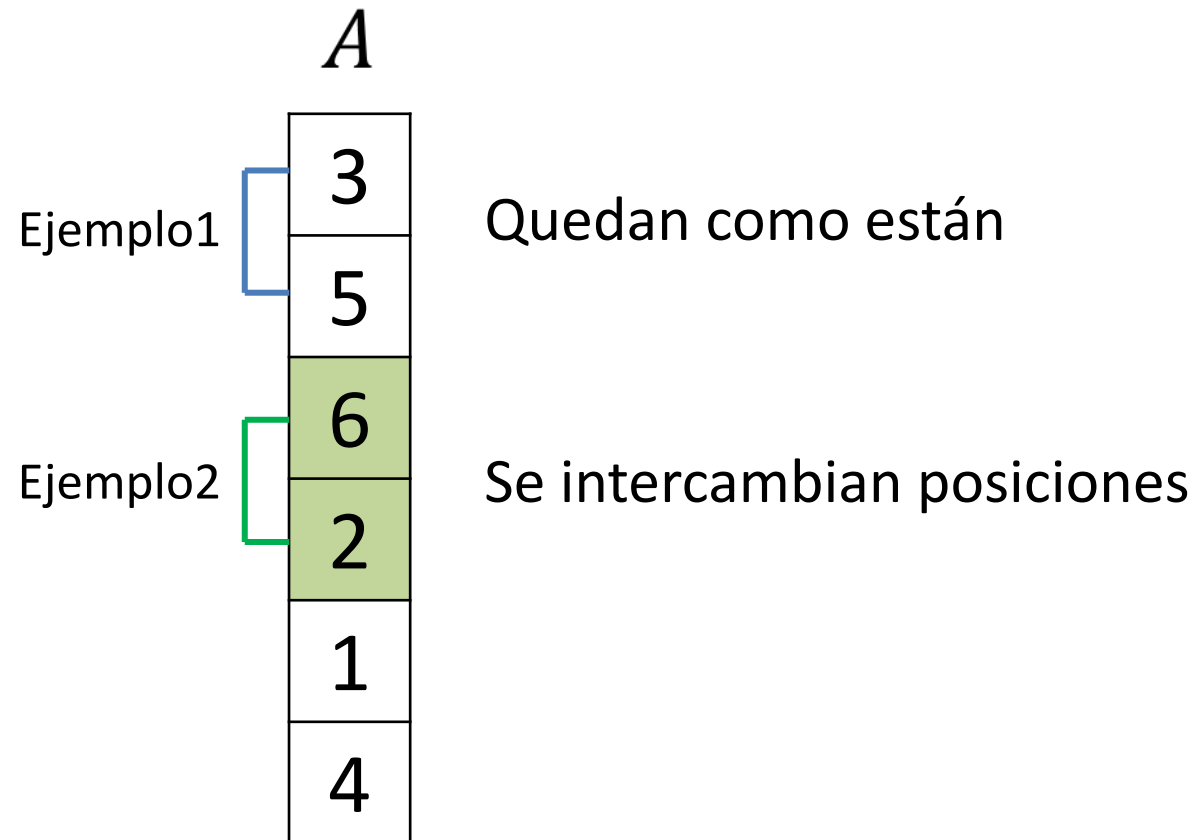 A
3
Ejemplo1
Quedan como están
5
6
Ejemplo2
Se intercambian posiciones
2
1
4